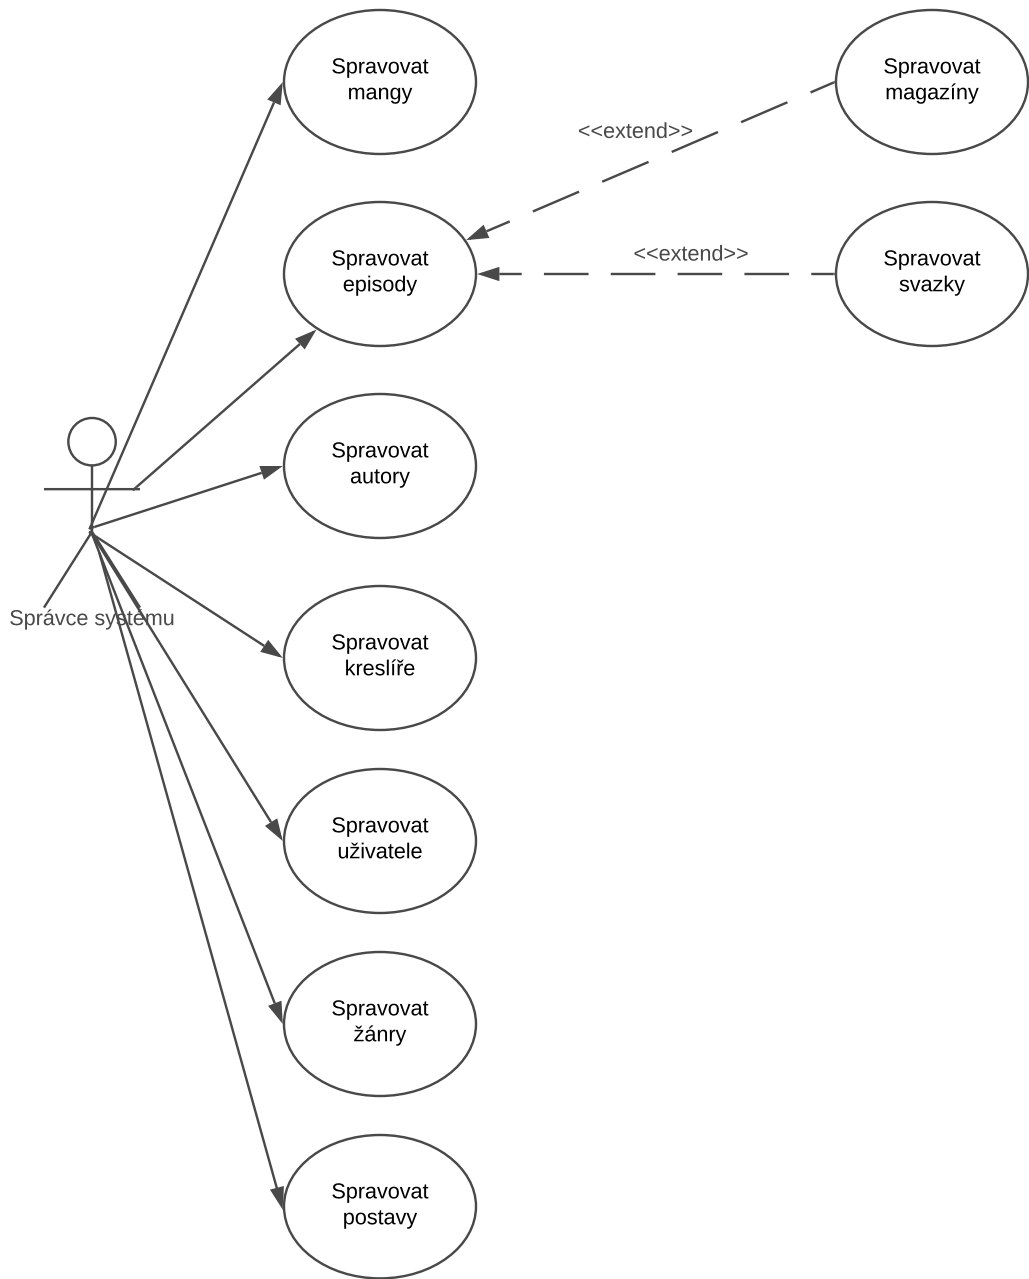 Spravovat
mangy
Spravovat
magazíny
<<extend>>
Spravovat
episody
<<extend>>
Spravovat
svazky
Spravovat
autory
Správce systému
Spravovat
kreslíře
Spravovat
uživatele
Spravovat
žánry
Spravovat
postavy